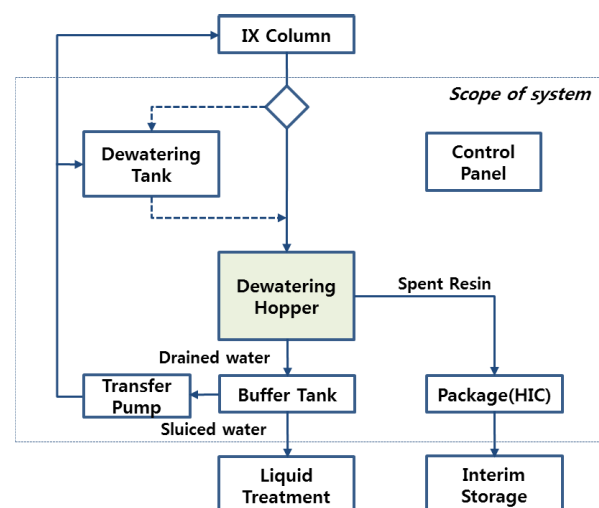 IX Column
Scope of system
Dewatering
Tank
Control
Panel
Dewatering
Hopper
Spent Resin
Drained water
Transfer
Pump
Buffer Tank
Package(HIC)
Sluiced water
Liquid
Treatment
Interim
Storage